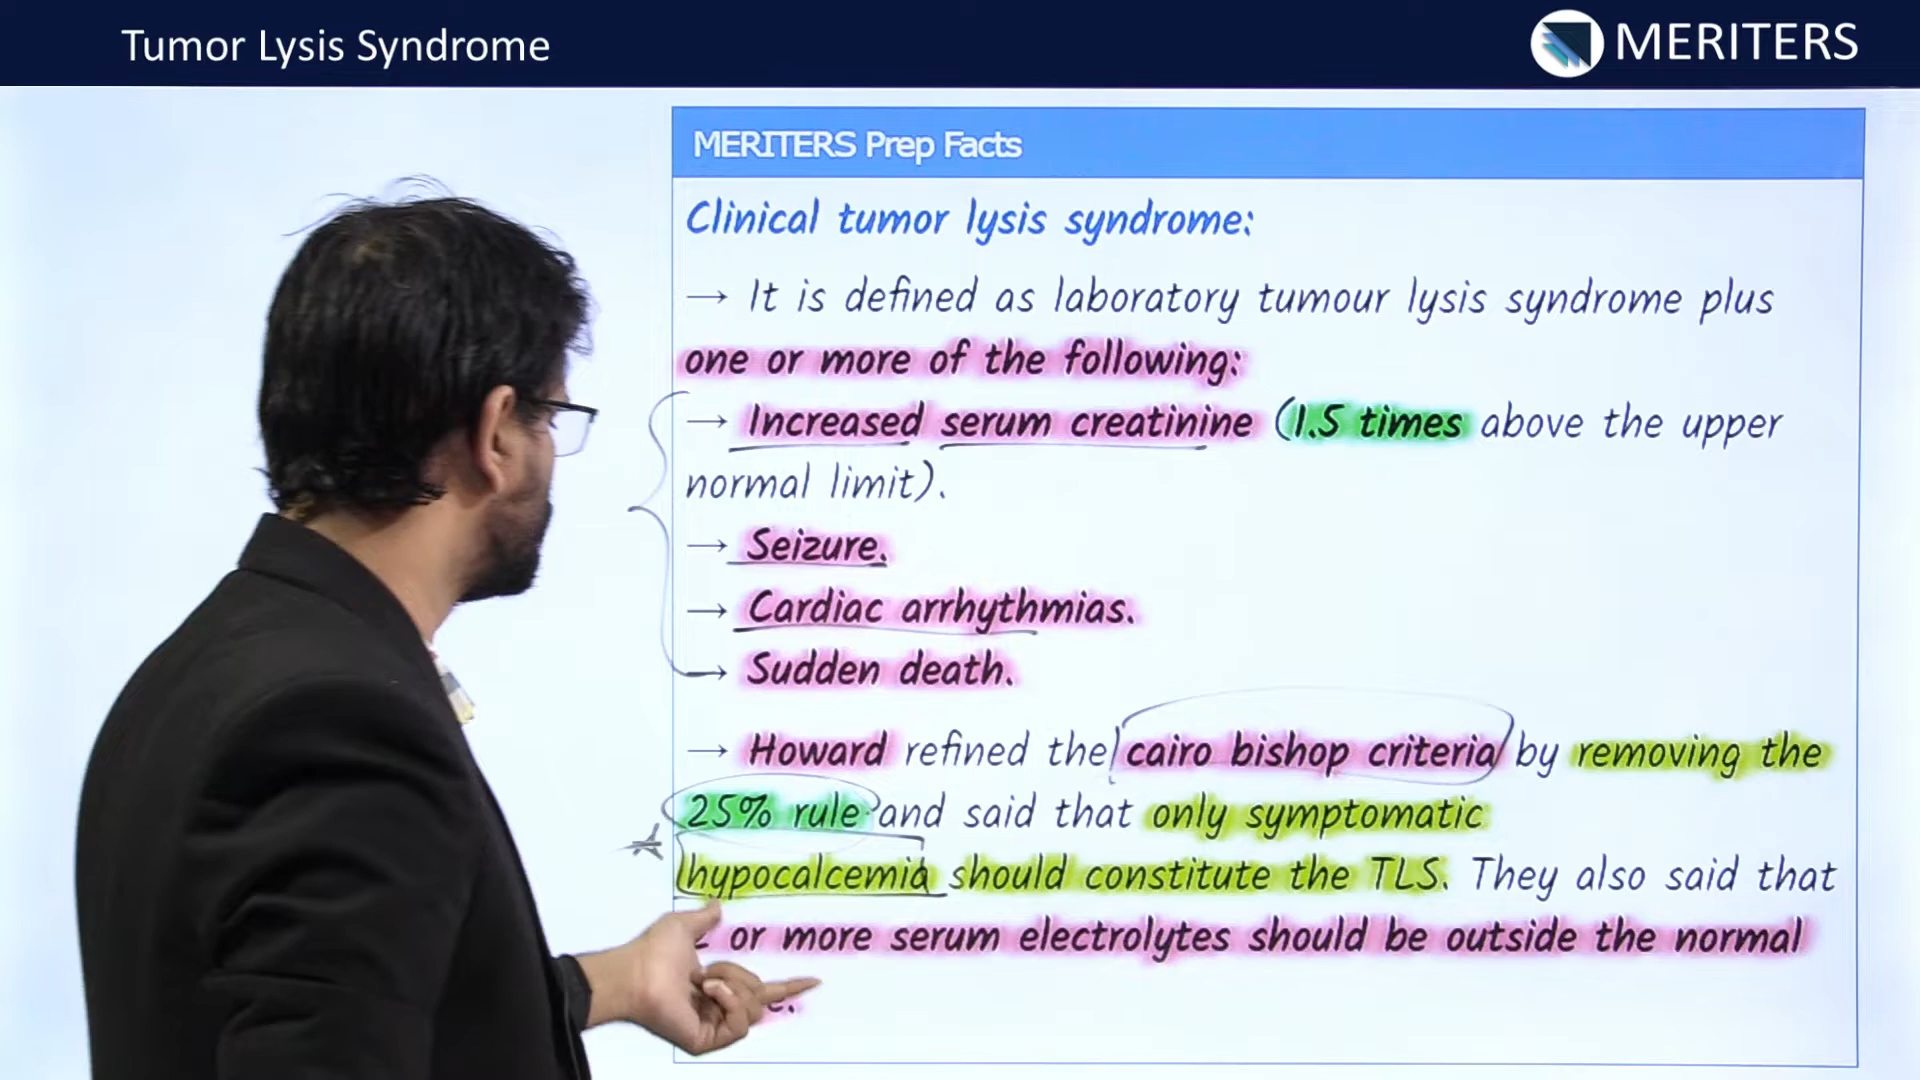 Tumor Lysis Syndrome
MERITERS
MERITERS Prep Facts
Clinical tumor lysis syndrome:
→ It is defined as laboratory tumour lysis syndrome plus
one or more of the following:
→ Increased serum creatinine (1.5 times above the upper
normal limit).
→ Seizure.
→ Cardiac arrhythmias.
→ Sudden death.
→ Howard refined the cairo bishop criteria by removing the
25% rule and said that only symptomatic
hypocalcemia should constitute the TLS. They also said that
or more serum electrolytes should be outside the normal